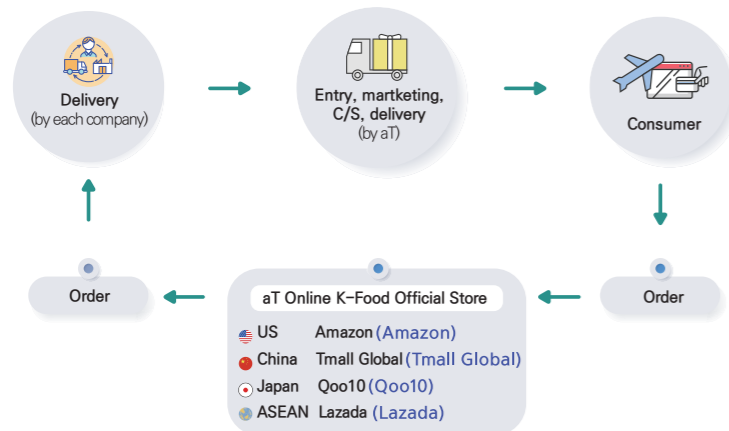 Delivery
(by each company)
Entry, martketing,
C/S, delivery
(by aT)
Consumer
Order
aT Online K-Food Official Store
US Amazon (Amazon)
China Tmall Global (Tmall Global)
Japan Qoo10 (Qoo10)
ASEAN Lazada (Lazada)
Order